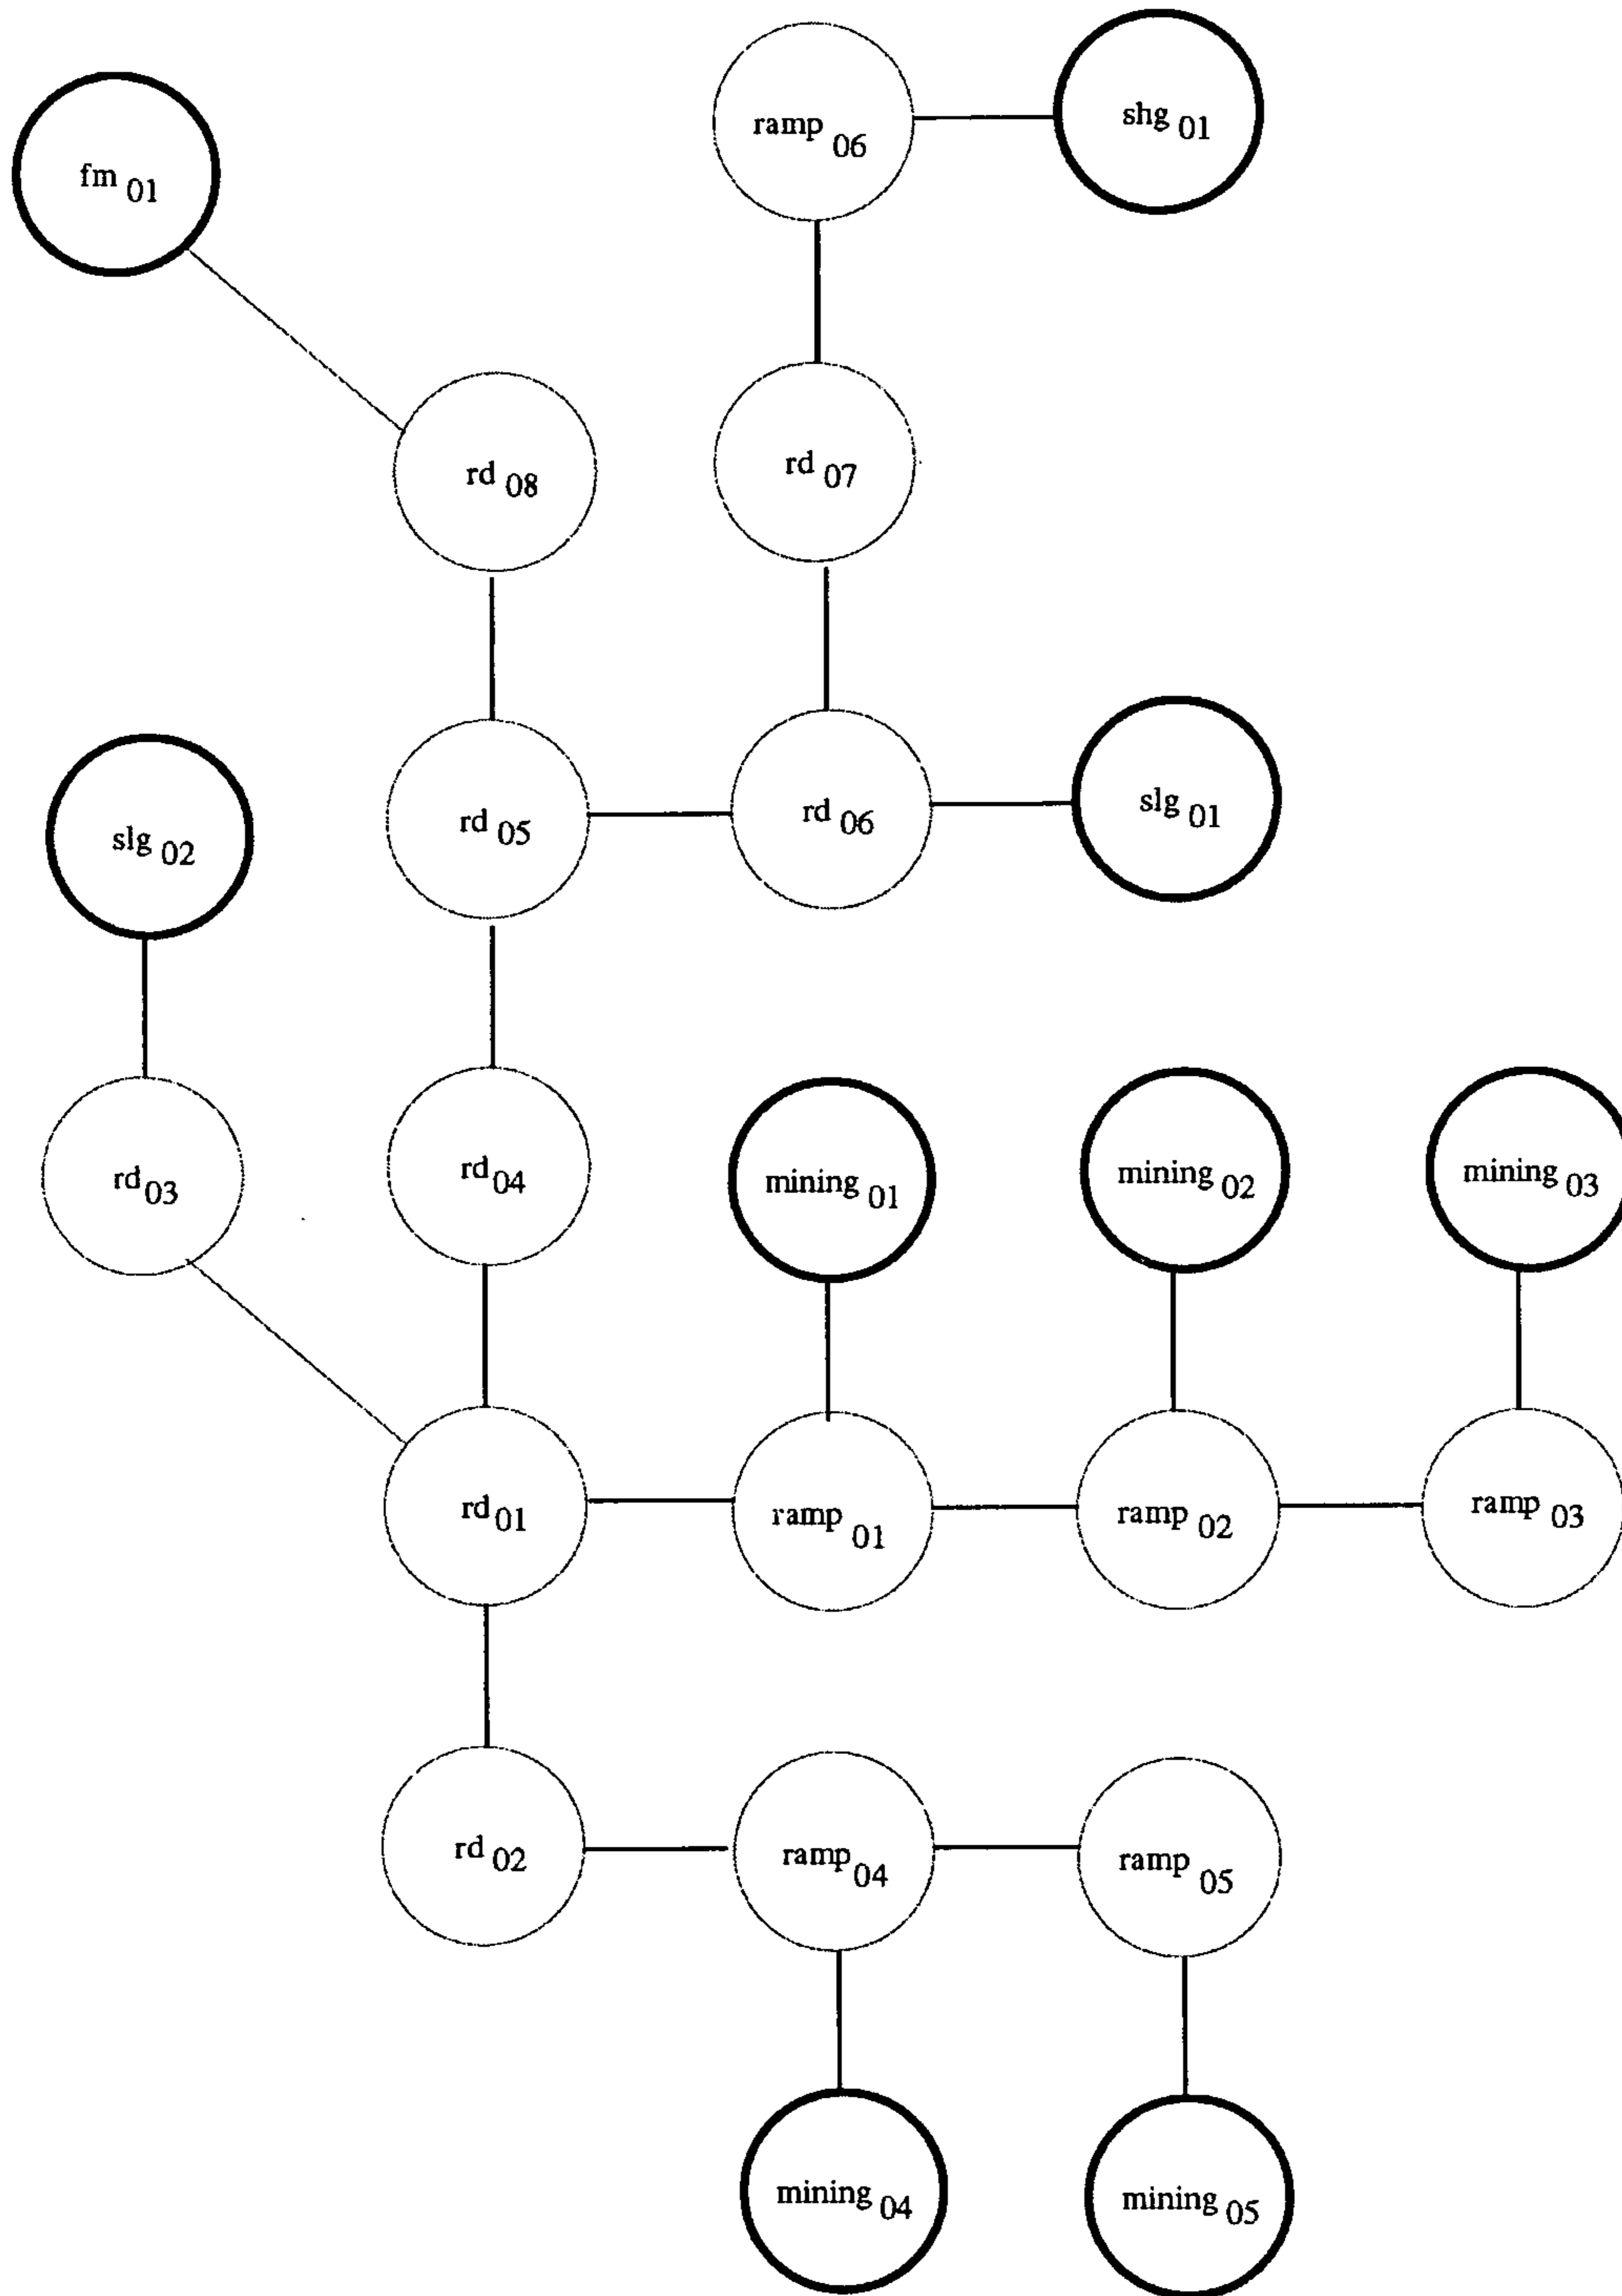 ramp 06
shg 01
fm 01
rd 08
rd 07
slg 02
rd 05
rd 06
slg 01
rd 03
rd 04
mining 01
mining 02
mining 03
rd 01
ramp 01
ramp 02
ramp 03
rd 02
ramp 04
ramp 05
mining 04
mining 05